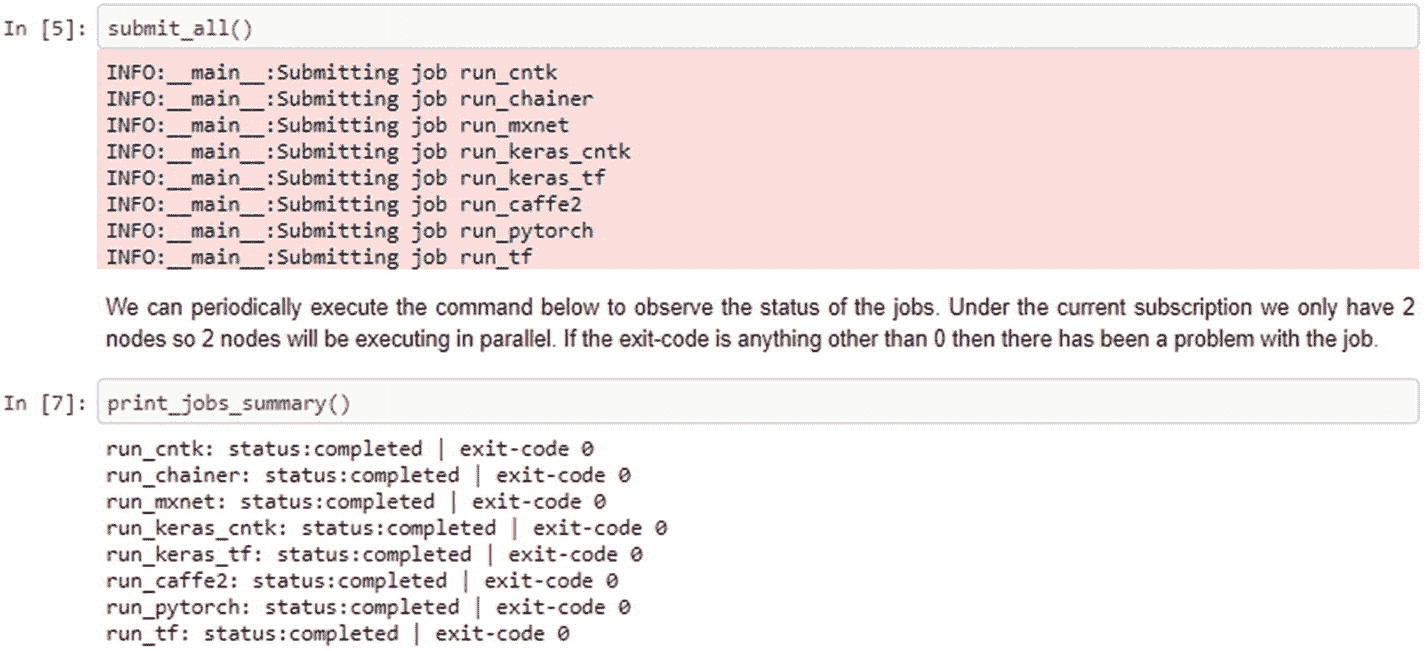 In [5]: submit_all()
INFO:__main__:Submitting job run_cntk
INFO:__main__:Submitting job run_chainer
INFO:__main__:Submitting job run_mxnet
INFO:__main__:Submitting job run_keras_cntk
INFO:__main__:Submitting job run_keras_tf
INFO:__main__:Submitting job run_caffe2
INFO:__main__:Submitting job run_pytorch
INFO:__main__:Submitting job run_tf
We can periodically execute the command below to observe the status of the jobs. Under the current subscription we only have 2
nodes so 2 nodes will be executing in parallel. If the exit-code is anything other than 0 then there has been a problem with the job.
In [7]: print_jobs_summary()
run_cntk: status:completed | exit-code 0
run_chainer: status:completed | exit-code 0
run_mxnet: status:completed | exit-code 0
run_keras_cntk: status:completed | exit-code 0
run_keras_tf: status:completed | exit-code 0
run_caffe2: status:completed | exit-code 0
run_pytorch: status:completed | exit-code 0
run_tf: status:completed | exit-code 0